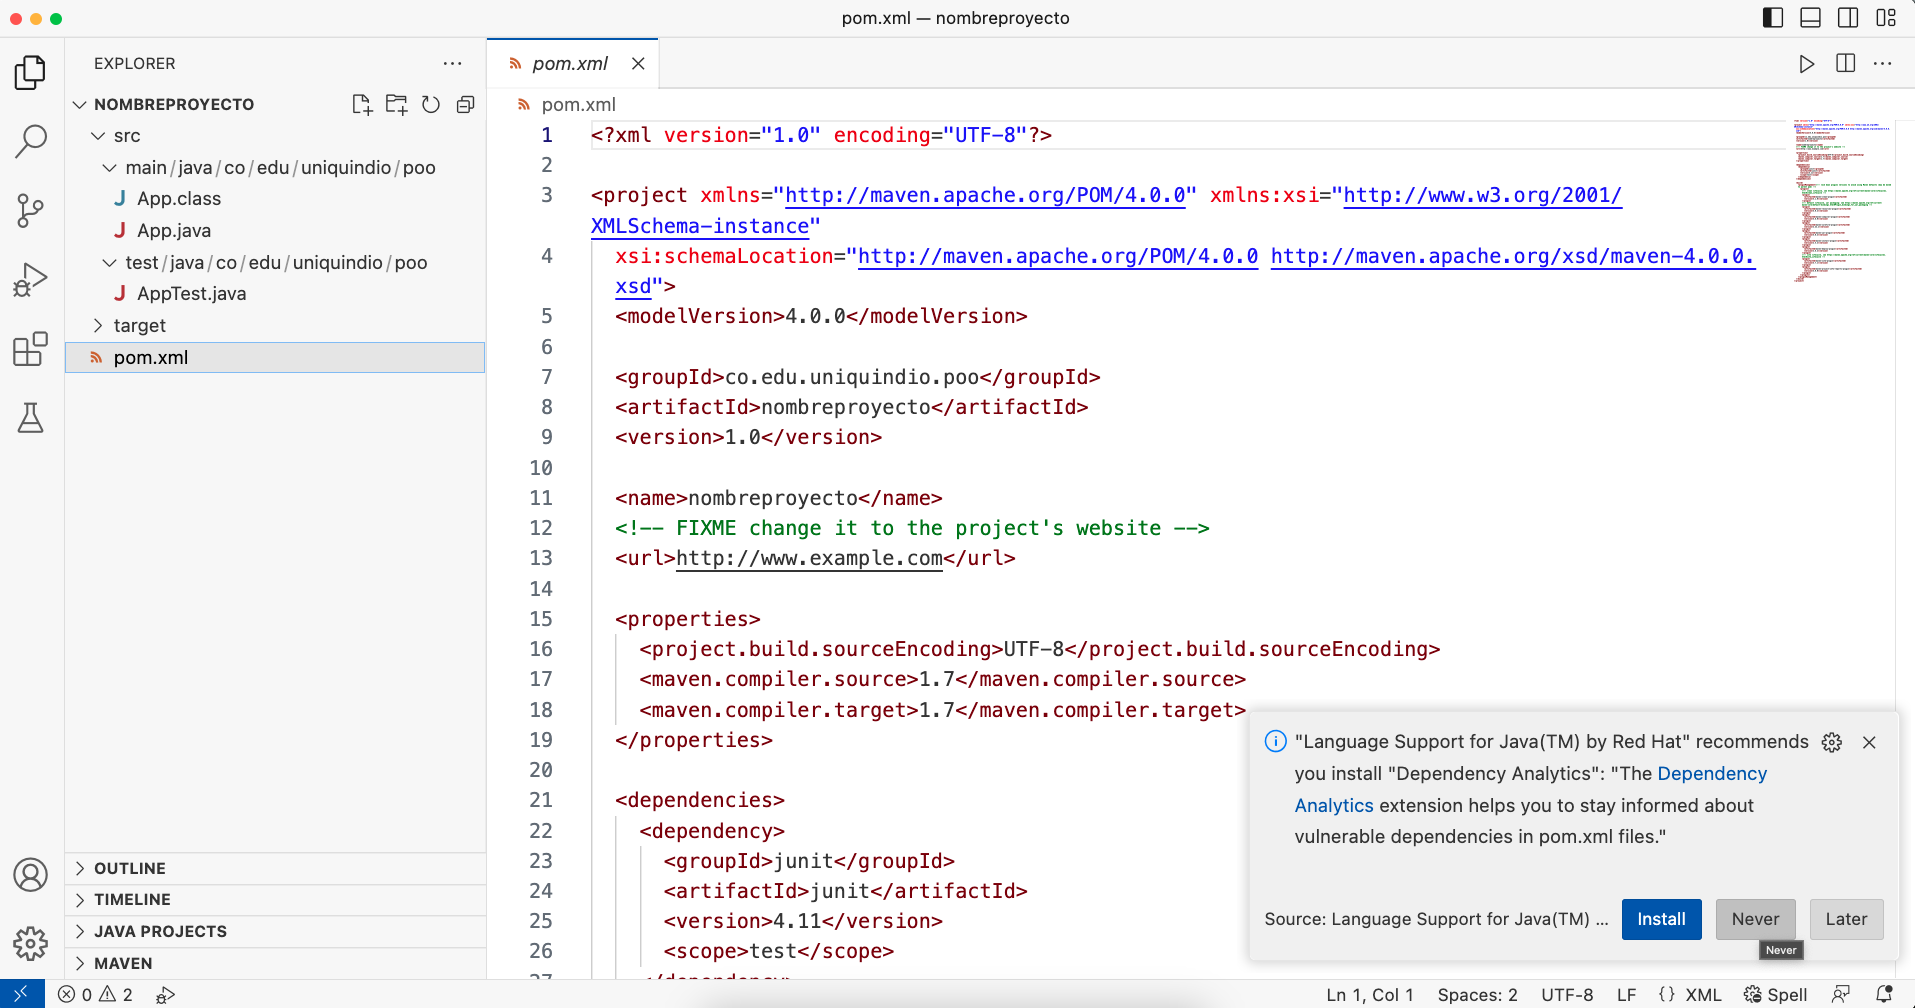 pom.xml — nombreproyecto
EXPLORER
pom.xml
NOMBREPROYECTO
src
main/java/co/edu/uniquindio/poo
J App.class
J App.java
test/java/co/edu/uniquindio/poo
J AppTest.java
target
pom.xml
OUTLINE
TIMELINE
JAVA PROJECTS
MAVEN
pom.xml
1 <?xml version="1.0" encoding="UTF-8"?>
2
3 <project xmlns="http://maven.apache.org/POM/4.0.0" xmlns:xsi="http://www.w3.org/2001/
XMLSchema-instance"
4 xsi:schemaLocation="http://maven.apache.org/POM/4.0.0 http://maven.apache.org/xsd/maven-4.0.0.
xsd">
5 <modelVersion>4.0.0</modelVersion>
6
7 <groupId>co.edu.uniquindio.poo</groupId>
8 <artifactId>nombreproyecto</artifactId>
9 <version>1.0</version>
10
11 <name>nombreproyecto</name>
12 <!-- FIXME change it to the project's website -->
13 <url>http://www.example.com</url>
14
15 <properties>
16 <project.build.sourceEncoding>UTF-8</project.build.sourceEncoding>
17 <maven.compiler.source>1.7</maven.compiler.source>
18 <maven.compiler.target>1.7</maven.compiler.target>
19 </properties>
20
21 <dependencies>
22 <dependency>
23 <groupId>junit</groupId>
24 <artifactId>junit</artifactId>
25 <version>4.11</version>
26 <scope>test</scope>
27 </dependency>
"Language Support for Java(TM) by Red Hat" recommends
you install "Dependency Analytics": "The Dependency
Analytics extension helps you to stay informed about
vulnerable dependencies in pom.xml files."
Source: Language Support for Java(TM) ...
Install
Never
Later
Never
0 2
Ln 1, Col 1
Spaces: 2
UTF-8
LF
{} XML
Spell